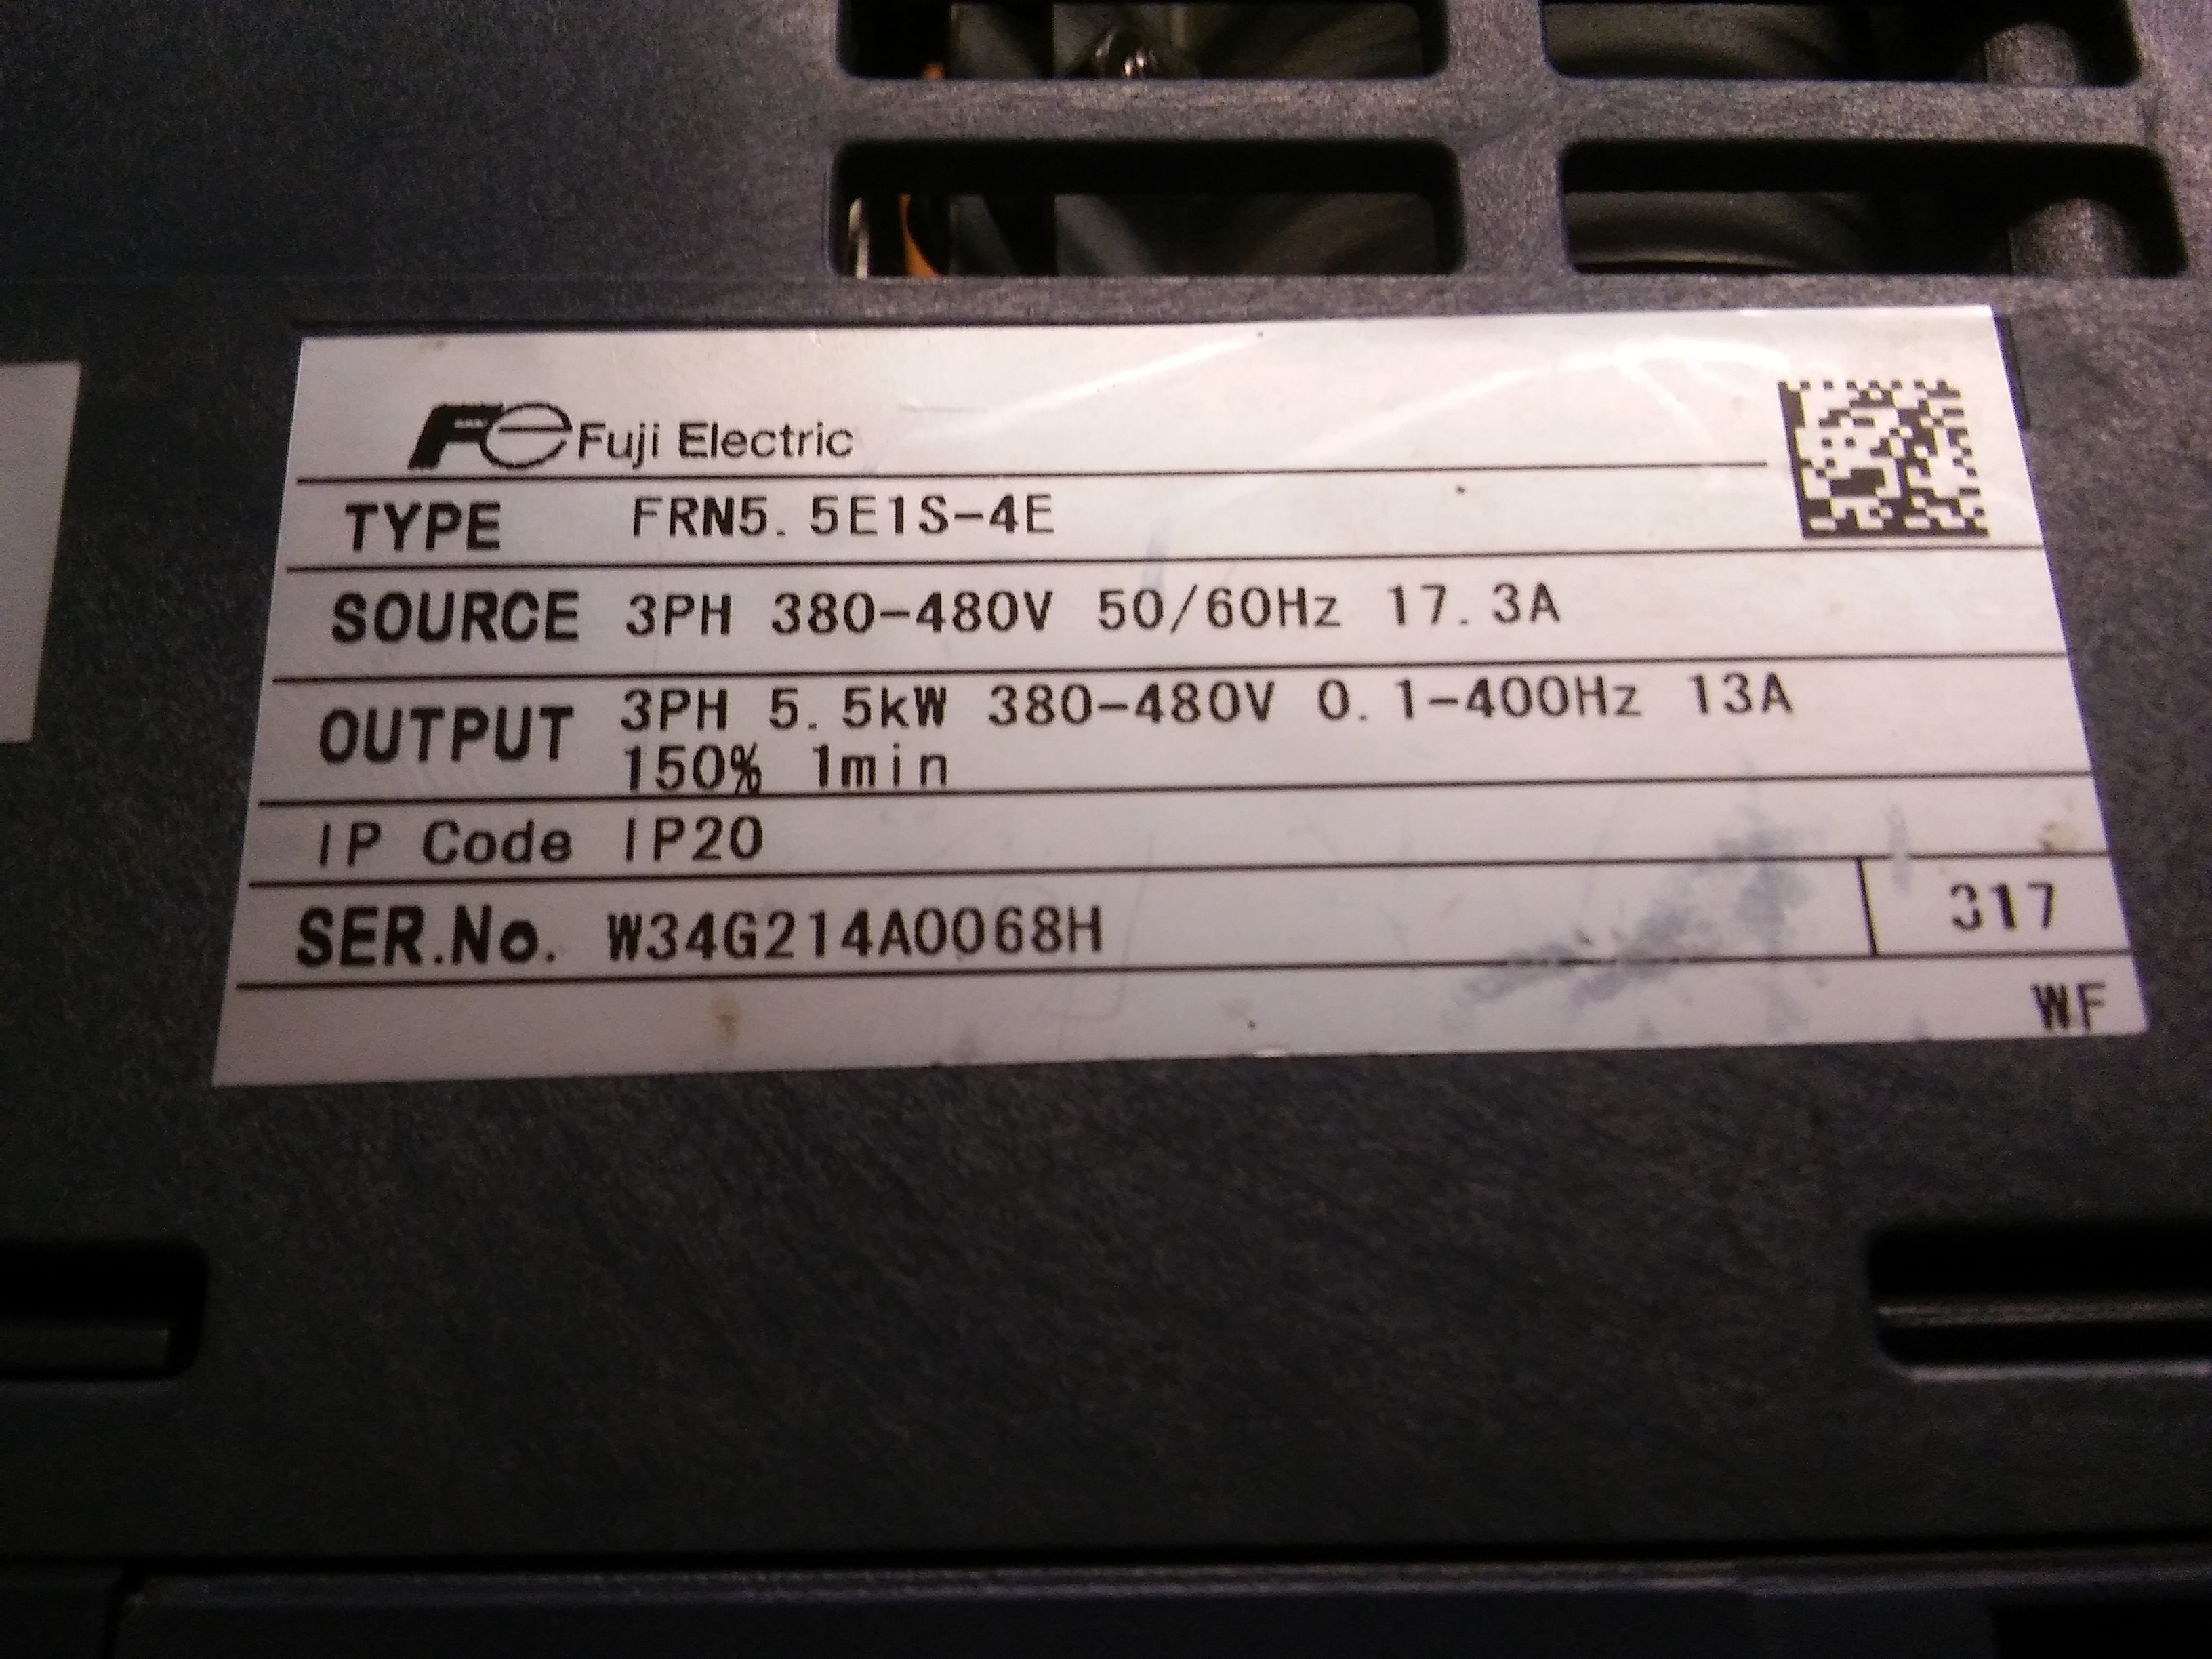 Fe Fuji Electric
TYPE FRN5.5E1S-4E
SOURCE 3PH 380-480V 50/60Hz 17.3A
OUTPUT 3PH 5.5kW 380-480V 0.1-400Hz 13A
150% 1min
IP Code IP20
SER.No. W34G214A0068H 317
WF